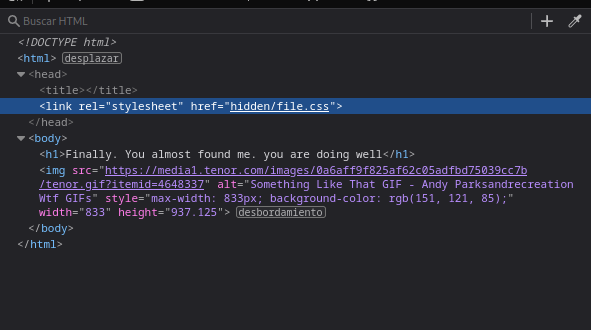 Buscar HTML
<!DOCTYPE html>
<html> desplazar
<head>
<title></title>
<link rel="stylesheet" href="hidden/file.css">
</head>
<body>
<h1>Finally. You almost found me. you are doing well</h1>
<img src="https://media1.tenor.com/images/0a6aff9f825af62c05adfbd75039cc7b
/tenor.gif?itemid=4648337" alt="Something Like That GIF - Andy Parksandrecreation
Wtf GIFs" style="max-width: 833px; background-color: rgb(151, 121, 85);"
width="833" height="937.125"> desbordamiento
</body>
</html>